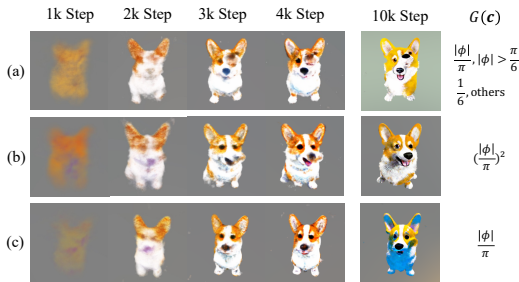 1k Step 2k Step 3k Step 4k Step 10k Step G(c)
(a) |ϕ|/π, |ϕ| > π/6
1/6, others
(b) (|ϕ|/π)²
(c) |ϕ|/π